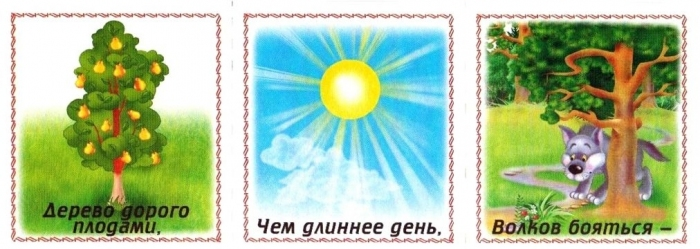 Дерево дорого
плодами,
Чем длиннее день,
Волков бояться –